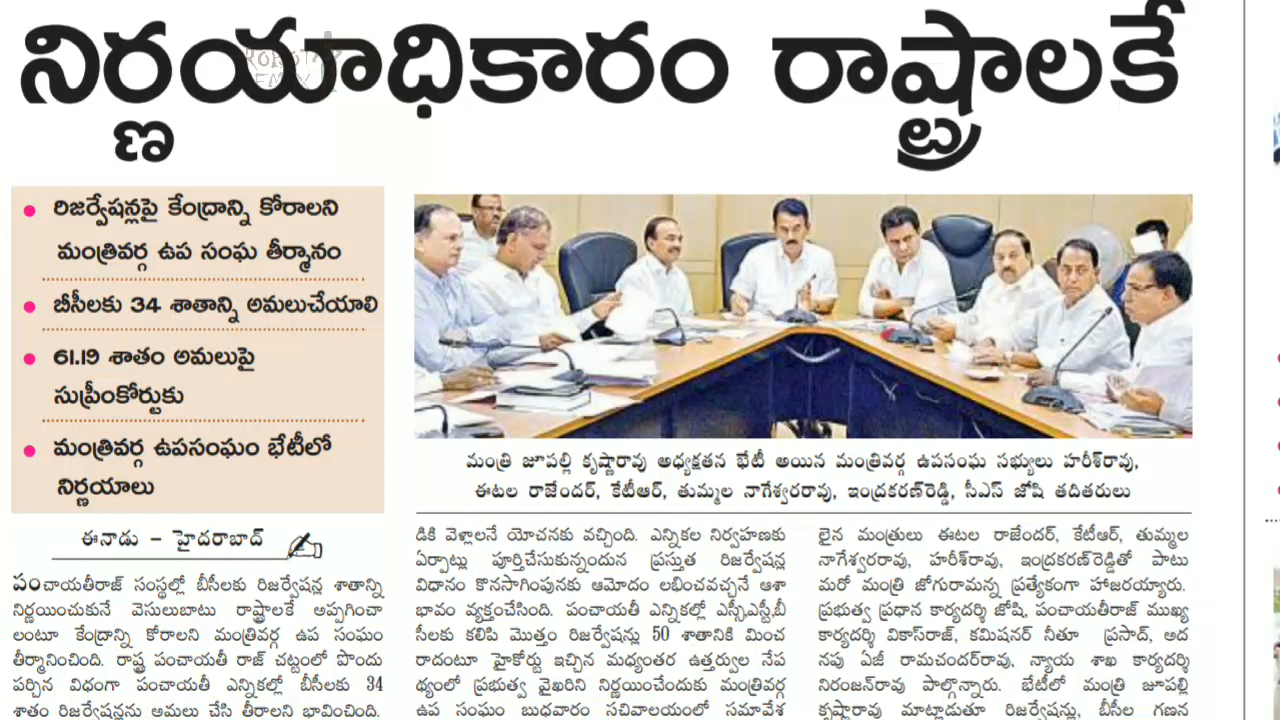 నిర్ణయాధికారం రాష్ట్రాలకే
• రిజర్వేషన్లపై కేంద్రాన్ని కోరాలని
మంత్రివర్గ ఉప సంఘ తీర్మానం
• బీసీలకు 34 శాతాన్ని అమలుచేయాలి
• 61.19 శాతం అమలుపై
సుప్రీంకోర్టుకు
• మంత్రివర్గ ఉపసంఘం భేటీలో
నిర్ణయాలు
మంత్రి జూపల్లి కృష్ణారావు అధ్యక్షతన భేటీ అయిన మంత్రివర్గ ఉపసంఘ సభ్యులు హరీశ్‌రావు,
ఈటల రాజేందర్, కేటీఆర్, తుమ్మల నాగేశ్వరరావు, ఇంద్రకరణ్‌రెడ్డి, సీఎస్ జోషి తదితరులు
ఈనాడు - హైదరాబాద్
పంచాయతీరాజ్ సంస్థల్లో బీసీలకు రిజర్వేషన్ల శాతాన్ని
నిర్ణయించుకునే వెసులుబాటు రాష్ట్రాలకే అప్పగించా
లంటూ కేంద్రాన్ని కోరాలని మంత్రివర్గ ఉప సంఘం
తీర్మానించింది. రాష్ట్ర పంచాయతీ రాజ్ చట్టంలో పొందు
పర్చిన విధంగా పంచాయతీ ఎన్నికల్లో బీసీలకు 34
శాతం రిజర్వేషన్లను అమలు చేసి తీరాలని భావించింది.
డికి వెళ్లాలనే యోచనకు వచ్చింది. ఎన్నికల నిర్వహణకు
ఏర్పాట్లు పూర్తిచేసుకున్నందున ప్రస్తుత రిజర్వేషన్ల
విధానం కొనసాగింపునకు ఆమోదం లభించవచ్చనే ఆశా
భావం వ్యక్తంచేసింది. పంచాయతీ ఎన్నికల్లో ఎస్సీ,ఎస్టీ,బీ
సీలకు కలిపి మొత్తం రిజర్వేషన్లు 50 శాతానికి మించ
రాదంటూ హైకోర్టు ఇచ్చిన మధ్యంతర ఉత్తర్వుల నేప
థ్యంలో ప్రభుత్వ వైఖరిని నిర్ణయించేందుకు మంత్రివర్గ
ఉప సంఘం బుధవారం సచివాలయంలో సమావేశ
లైన మంత్రులు ఈటల రాజేందర్, కేటీఆర్, తుమ్మల
నాగేశ్వరరావు, హరీశ్‌రావు, ఇంద్రకరణ్‌రెడ్డితో పాటు
మరో మంత్రి జోగురామన్న ప్రత్యేకంగా హాజరయ్యారు.
ప్రభుత్వ ప్రధాన కార్యదర్శి జోషి, పంచాయతీరాజ్ ముఖ్య
కార్యదర్శి వికాస్‌రాజ్, కమిషనర్ నీతూ ప్రసాద్, అద
నపు ఏజీ రామచందర్‌రావు, న్యాయ శాఖ కార్యదర్శి
నిరంజన్‌రావు పాల్గొన్నారు. భేటీలో మంత్రి జూపల్లి
కృష్ణారావు మాట్లాడుతూ రిజర్వేషన్లు, బీసీల గణన